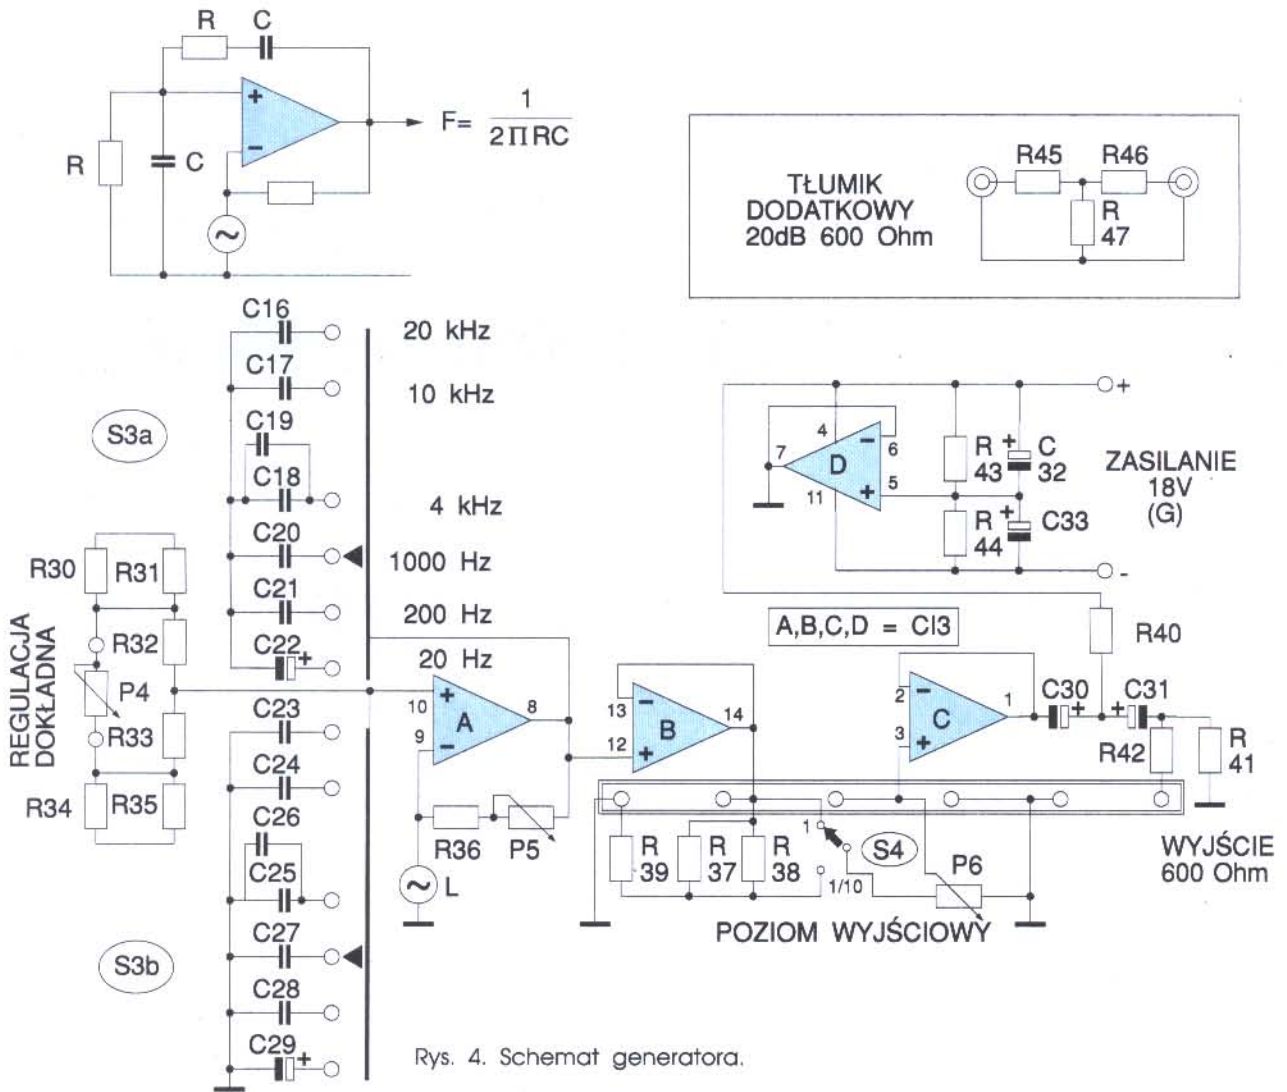 R
C
R
C
+
-
~
F= 1
2ΠRC
TŁUMIK
DODATKOWY
20dB 600 Ohm
R45
R46
R
47
S3a
C16
20 kHz
C17
10 kHz
C19
C18
4 kHz
C20
1000 Hz
C21
200 Hz
C22
+
20 Hz
REGULACJA
DOKŁADNA
R30
R31
R32
P4
R33
R34
R35
C23
C24
C26
C25
C27
C28
C29
+
S3b
10
+
A
8
9
-
R36
P5
~
L
13
-
B
14
12
+
7
4
-
6
D
11
+
5
R
43
+
C
32
R
44
+
C33
+
-
ZASILANIE
18V
(G)
A,B,C,D = CI3
R40
2
-
C
1
3
+
C30
+
C31
+
R42
R
41
R
39
R
37
R
38
1
S4
1/10
P6
WYJŚCIE
600 Ohm
POZIOM WYJŚCIOWY
Rys. 4. Schemat generatora.